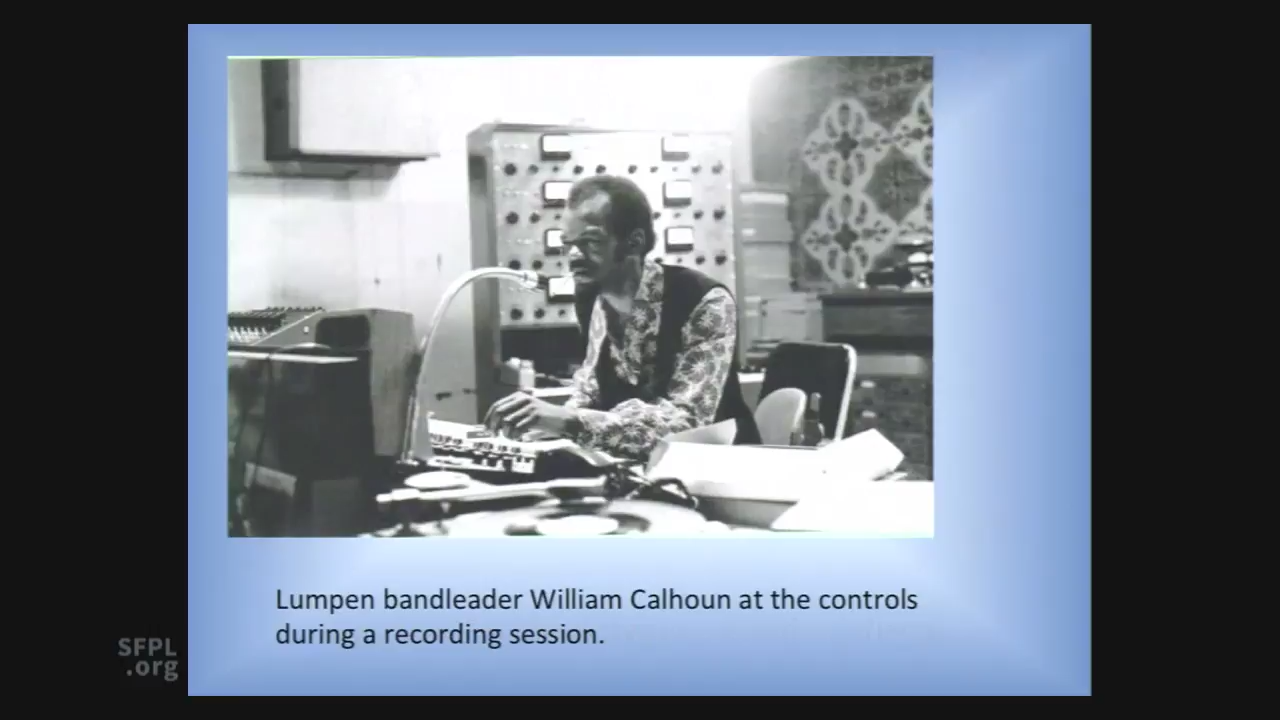 Lumpen bandleader William Calhoun at the controls
during a recording session.
SFPL
.org